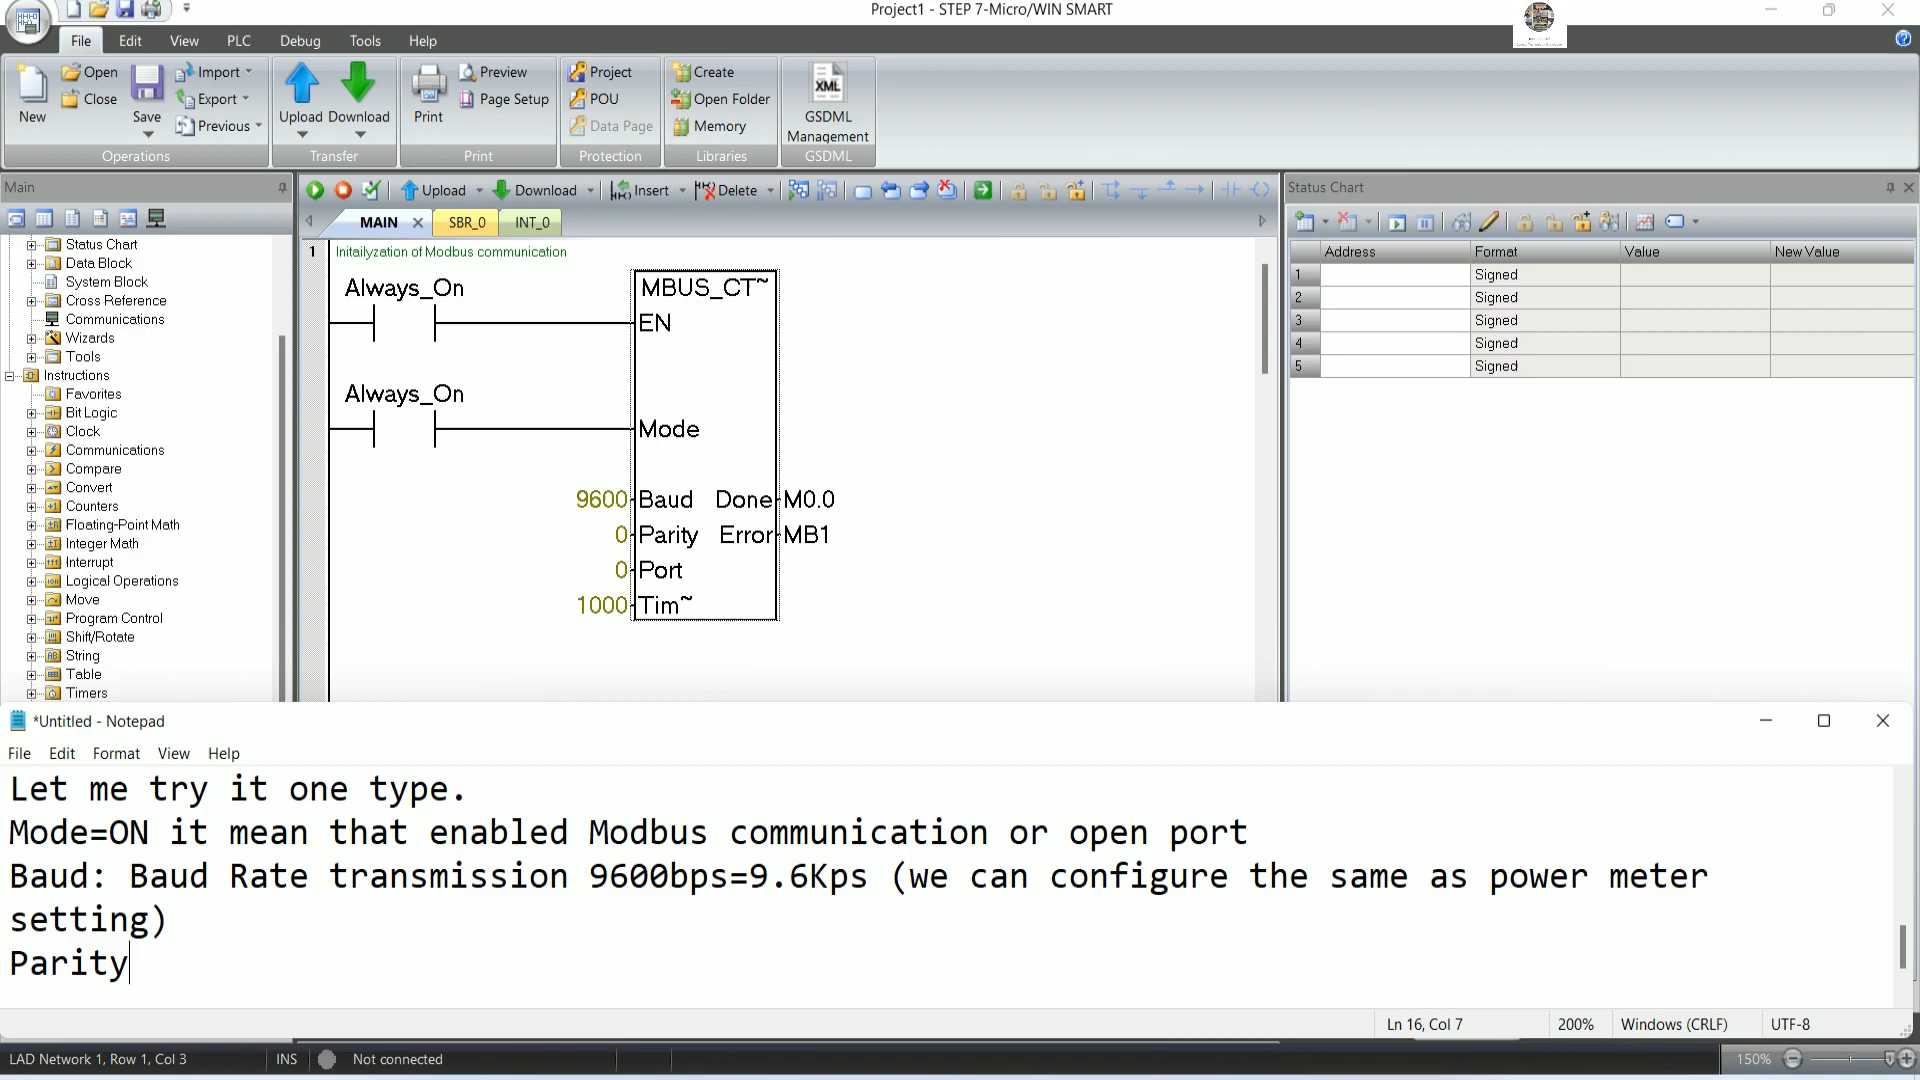 Project1 - STEP 7-Micro/WIN SMART
File Edit View PLC Debug Tools Help
New
Open
Close
Save
Import
Export
Previous
Operations
Upload Download
Transfer
Print
Preview
Page Setup
Print
Project
POU
Data Page
Protection
Create
Open Folder
Memory
Libraries
XML
GSDML
Management
GSDML
Main
Status Chart
Data Block
System Block
Cross Reference
Communications
Wizards
Tools
Instructions
Favorites
Bit Logic
Clock
Communications
Compare
Convert
Counters
Floating-Point Math
Integer Math
Interrupt
Logical Operations
Move
Program Control
Shift/Rotate
String
Table
Timers
Upload Download Insert Delete
MAIN SBR_0 INT_0
1 Initailyzation of Modbus communication
Always_On MBUS_CT~
EN
Always_On
Mode
9600 Baud Done M0.0
0 Parity Error MB1
0 Port
1000 Tim~
Status Chart
Address Format Value New Value
1 Signed
2 Signed
3 Signed
4 Signed
5 Signed
*Untitled - Notepad
File Edit Format View Help
Let me try it one type.
Mode=ON it mean that enabled Modbus communication or open port
Baud: Baud Rate transmission 9600bps=9.6Kps (we can configure the same as power meter
setting)
Parity
Ln 16, Col 7 200% Windows (CRLF) UTF-8
LAD Network 1, Row 1, Col 3 INS Not connected 150%